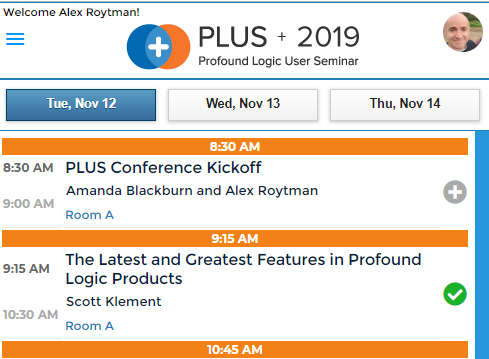 Welcome Alex Roytman!
PLUS + 2019
Profound Logic User Seminar
Tue, Nov 12
Wed, Nov 13
Thu, Nov 14
8:30 AM
8:30 AM
PLUS Conference Kickoff
Amanda Blackburn and Alex Roytman
9:00 AM
Room A
9:15 AM
9:15 AM
The Latest and Greatest Features in Profound
Logic Products
Scott Klement
10:30 AM
Room A
10:45 AM